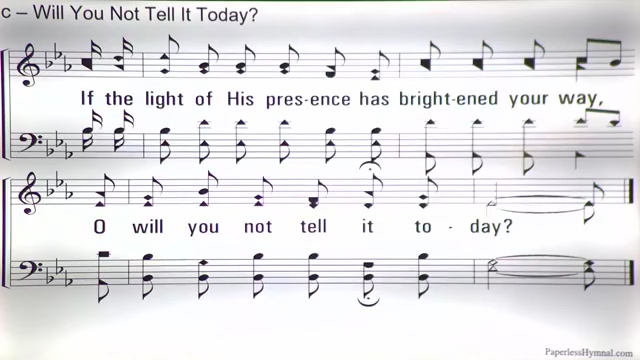 c – Will You Not Tell It Today?
If the light of His pres-ence has bright-ened your way,
O will you not tell it to - day?
PaperlessHymnal.com